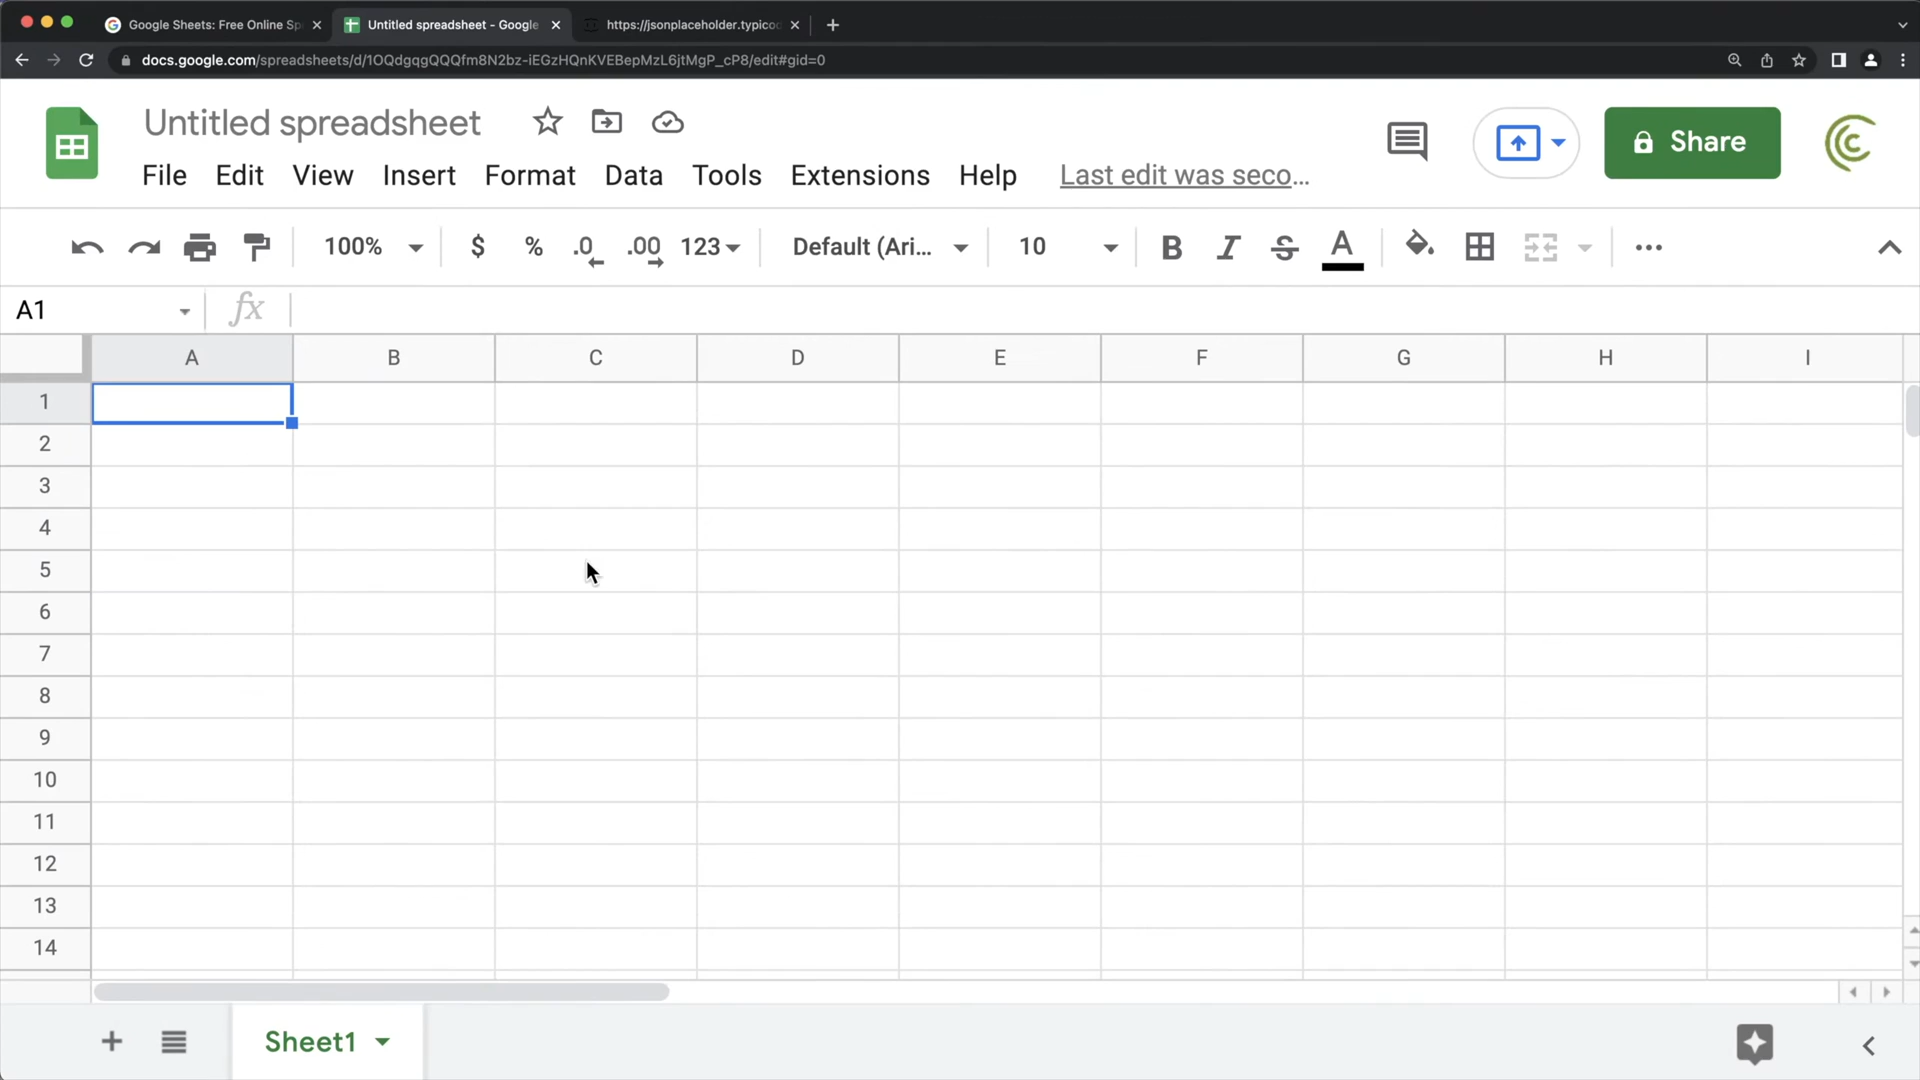 Google Sheets: Free Online Sp
Untitled spreadsheet - Google
https://jsonplaceholder.typicod
docs.google.com/spreadsheets/d/1OQdgqgQQQfm8N2bz-iEGzHQnKVEBepMzL6jtMgP_cP8/edit#gid=0
Untitled spreadsheet
Share
File Edit View Insert Format Data Tools Extensions Help Last edit was seco...
100% $ % .0 .00 123 Default (Ari... 10 B I S A
A1 fx
A B C D E F G H I
1
2
3
4
5
6
7
8
9
10
11
12
13
14
Sheet1